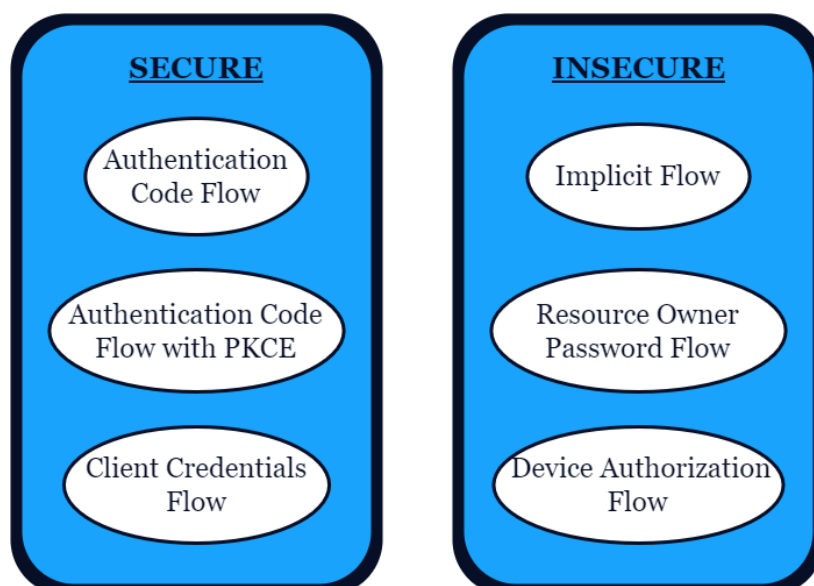 SECURE
Authentication
Code Flow
Authentication Code
Flow with PKCE
Client Credentials
Flow
INSECURE
Implicit Flow
Resource Owner
Password Flow
Device Authorization
Flow